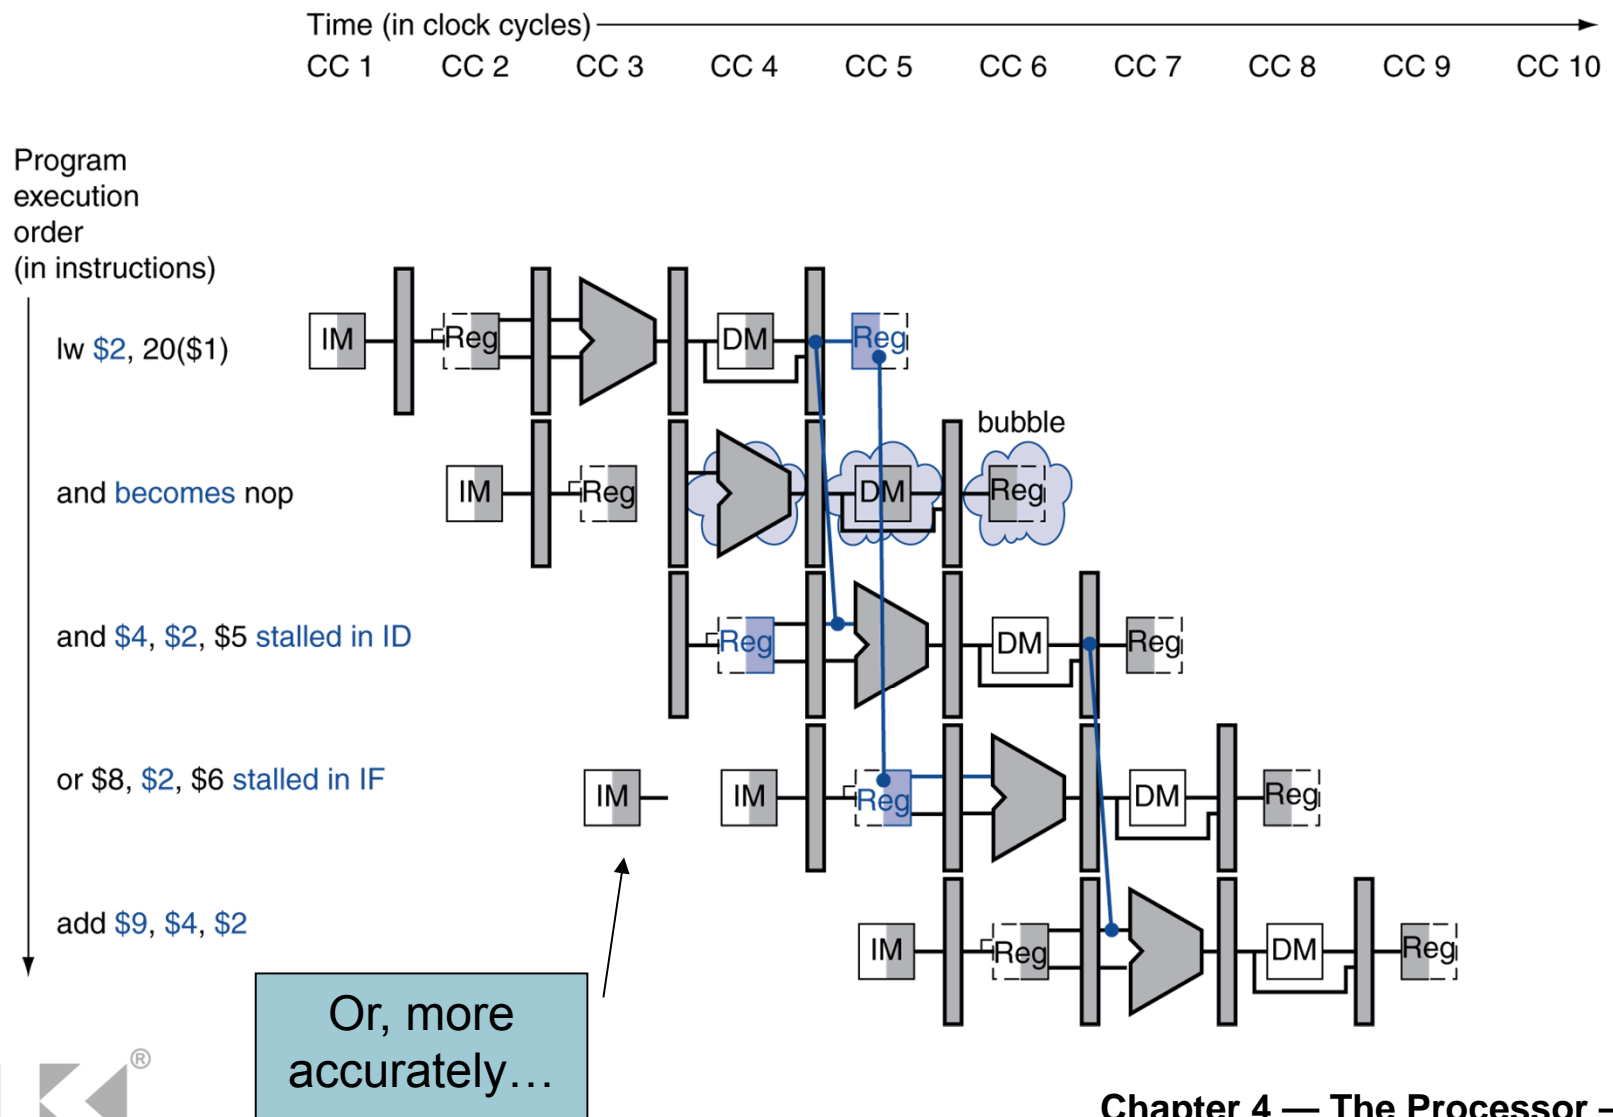 Time (in clock cycles)
CC 1 CC 2 CC 3 CC 4 CC 5 CC 6 CC 7 CC 8 CC 9 CC 10
Program
execution
order
(in instructions)
lw $2, 20($1)
IM Reg DM Reg
bubble
and becomes nop
IM Reg DM Reg
and $4, $2, $5 stalled in ID
Reg DM Reg
or $8, $2, $6 stalled in IF
IM IM Reg DM Reg
add $9, $4, $2
IM Reg DM Reg
Or, more
accurately…
®
Chapter 4 — The Processor –